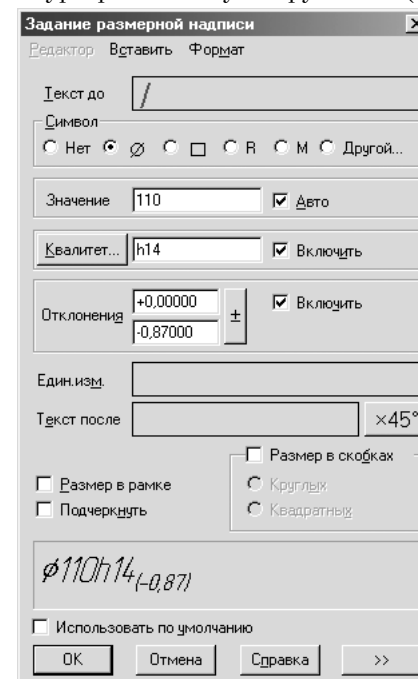 Задание размерной надписи
Редактор Вставить Формат
Текст до /
Символ
Нет Ø □ R M Другой...
Значение 110 Авто
Квалитет... h14 Включить
Отклонения +0,00000 ± Включить
-0,87000
Един.изм.
Текст после ×45°
Размер в скобках
Размер в рамке Круглых
Подчеркнуть Квадратных
ø110h14(-0,87)
Использовать по умолчанию
OK Отмена Справка >>